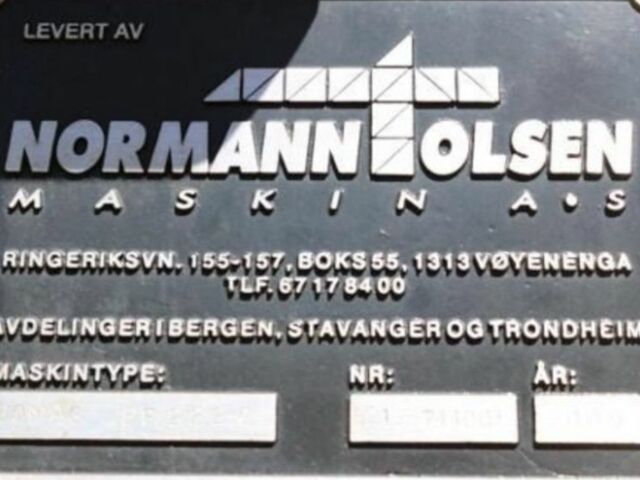 LEVERT AV
NORMANN OLSEN
MASKIN A•S
RINGERIKSVN. 155-157, BOKS 55, 1313 VØYENENGA
TLF. 67 17 84 00
AVDELINGER I BERGEN, STAVANGER OG TRONDHEIM
MASKINTYPE: NR: ÅR: